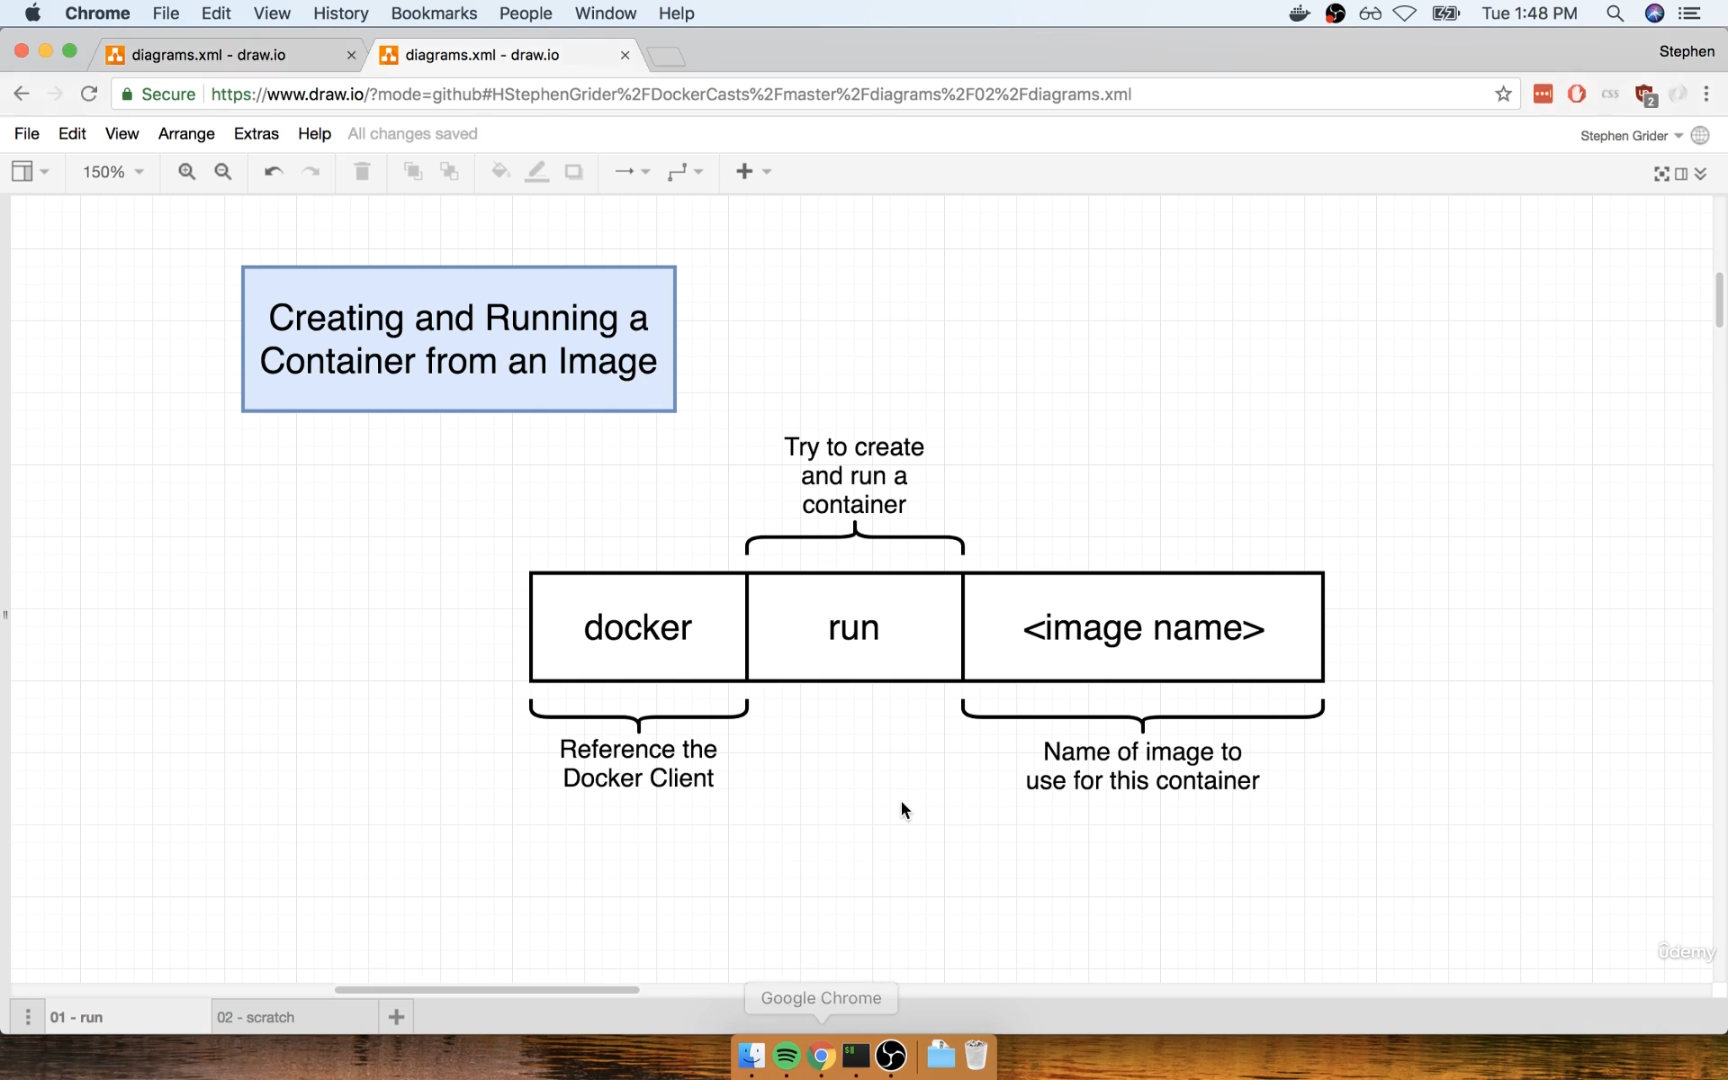 Chrome File Edit View History Bookmarks People Window Help Tue 1:48 PM
diagrams.xml - draw.io diagrams.xml - draw.io Stephen
Secure https://www.draw.io/?mode=github#HStephenGrider%2FDockerCasts%2Fmaster%2Fdiagrams%2F02%2Fdiagrams.xml CSS 2
File Edit View Arrange Extras Help All changes saved Stephen Grider
150%
Creating and Running a
Container from an Image
Try to create
and run a
container
docker run <image name>
Reference the
Docker Client
Name of image to
use for this container
udemy
Google Chrome
01 - run 02 - scratch